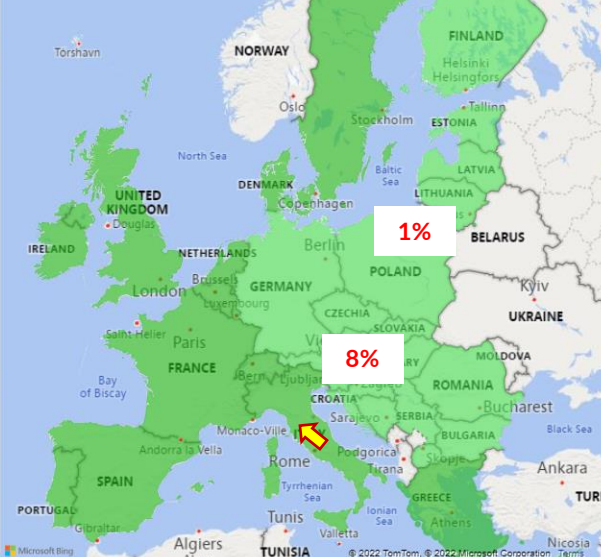 FINLAND
NORWAY
Tórshavn
Helsinki
Helsingfors
Oslo
Tallinn
Stockholm
ESTONIA
North Sea
Baltic
Sea
LATVIA
DENMARK
LITHUANIA
UNITED
KINGDOM
Copenhagen
Douglas
1%
BELARUS
IRELAND
NETHERLANDS
Berlin
POLAND
London
Brussels
GERMANY
Kyiv
Luxembourg
CZECHIA
UKRAINE
Saint Helier
Paris
SLOVAKIA
8%
MOLDOVA
FRANCE
Bern
Ljublja
ROMANIA
Bay
of Biscay
CROATIA
Bucharest
Sarajevo
SERBIA
Monaco-Ville
Black Sea
BULGARIA
Andorra la Vella
Podgorica
Skopje
Rome
Tirana
Ankara
SPAIN
Tyrrhenian
Sea
GREECE
TUR
PORTUGAL
Ionian
Sea
Athens
Gibraltar
Tunis
Valletta
Algiers
Nicosia
TUNISIA
Microsoft Bing
© 2022 TomTom, © 2022 Microsoft Corporation Terms